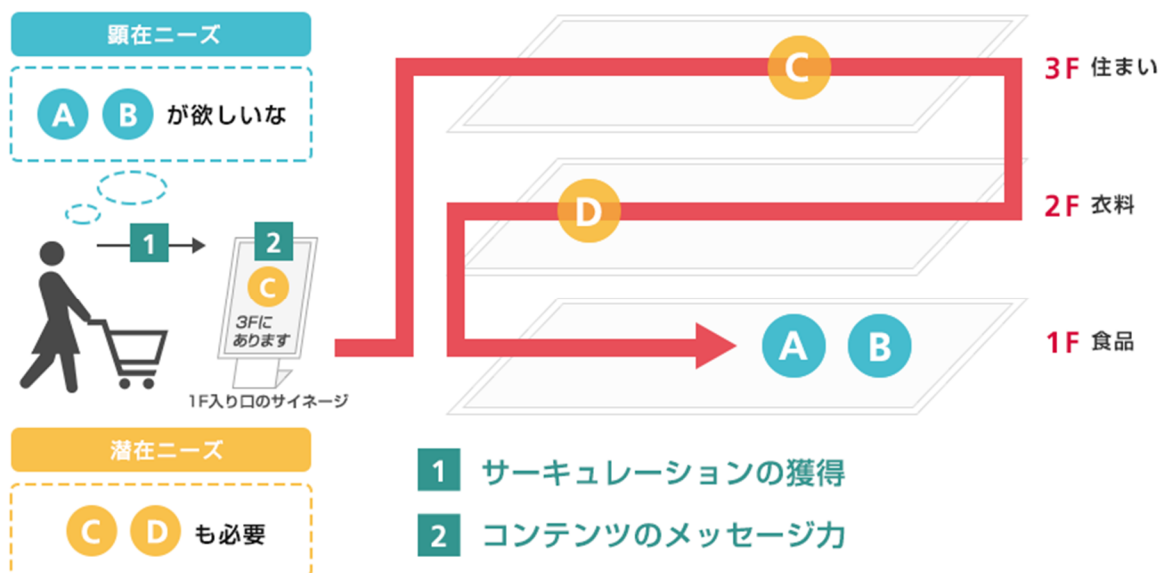 顕在ニーズ
A B が欲しいな
1
2
C
3Fに
あります
1F入り口のサイネージ
潜在ニーズ
C D も必要
C
3F 住まい
D
2F 衣料
A B
1F 食品
1 サーキュレーションの獲得
2 コンテンツのメッセージ力